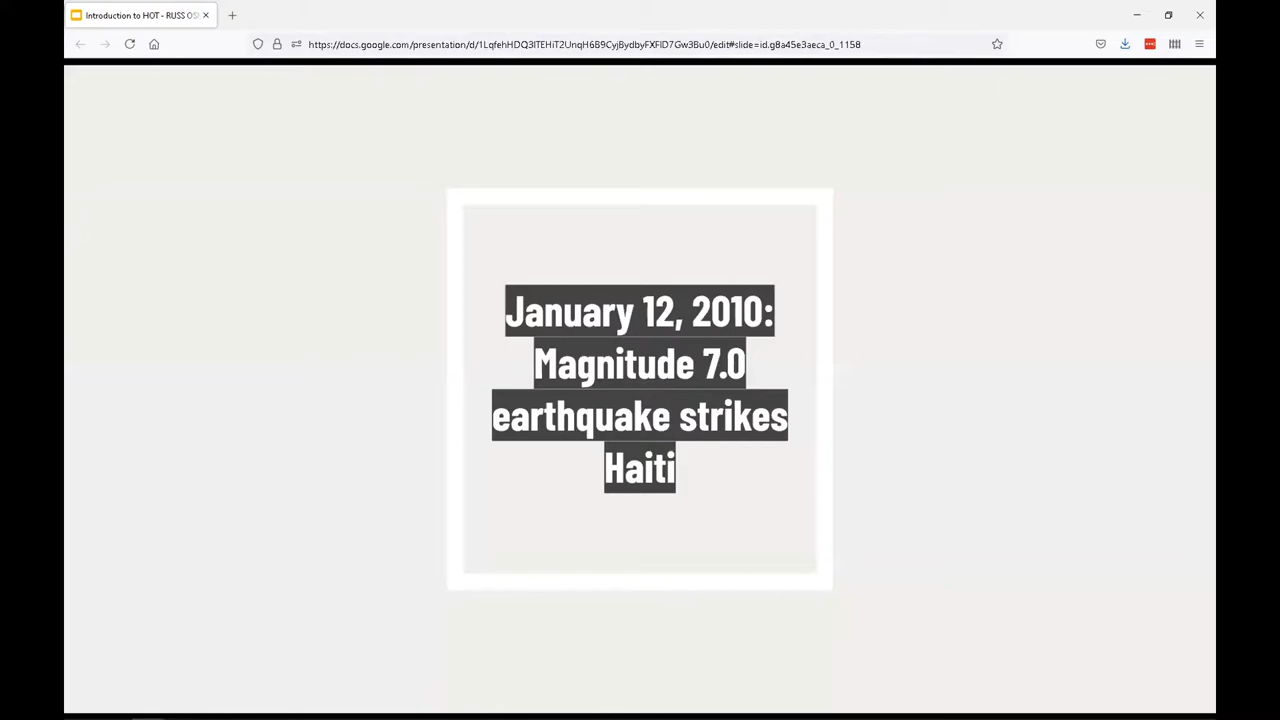 Introduction to HOT - RUSS OS
https://docs.google.com/presentation/d/1LqfehHDQ3lTEHiT2UnqH6B9CyjBydbyFXFlD7Gw3Bu0/edit#slide=id.g8a45e3aeca_0_1158
January 12, 2010:
Magnitude 7.0
earthquake strikes
Haiti